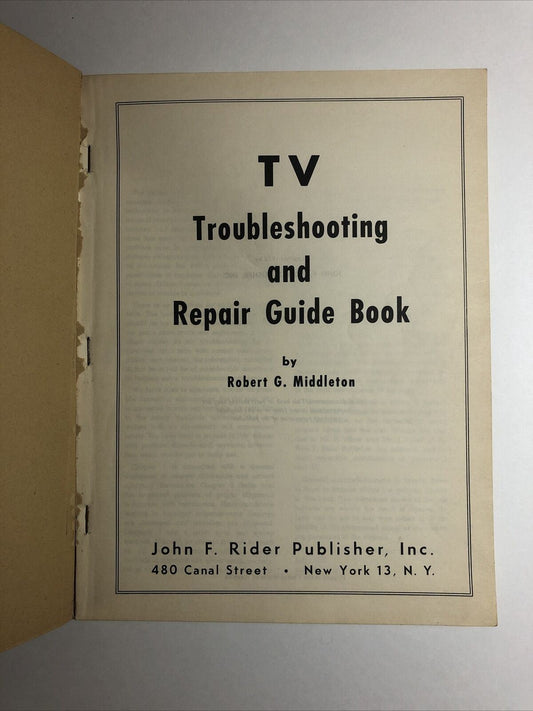 TV
Troubleshooting
and
Repair Guide Book
by
Robert G. Middleton
John F. Rider Publisher, Inc.
480 Canal Street • New York 13, N. Y.